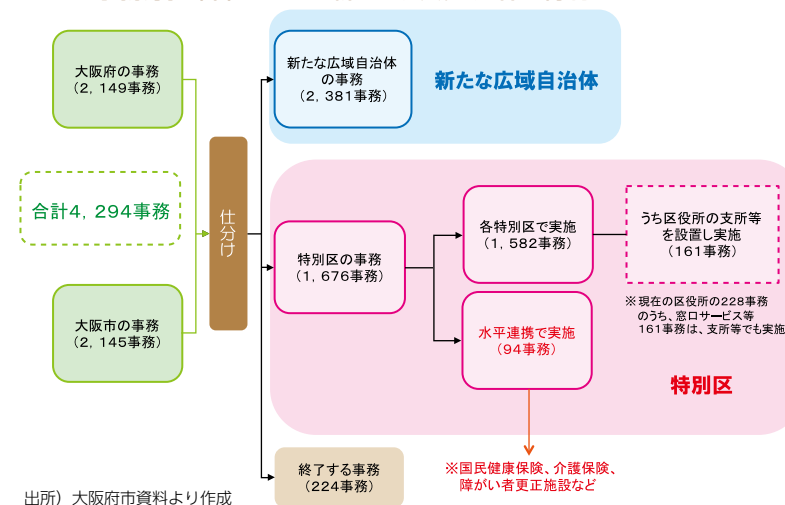 大阪府の事務
（2，149事務）
合計4，294事務
大阪市の事務
（2，145事務）
仕分け
新たな広域自治体
の事務
（2，381事務）
新たな広域自治体
特別区の事務
（1，676事務）
各特別区で実施
（1，582事務）
うち区役所の支所等
を設置し実施
（161事務）
※現在の区役所の228事務
のうち、窓口サービス等
161事務は、支所等でも実施
水平連携で実施
（94事務）
特別区
※国民健康保険、介護保険、
障がい者更正施設など
終了する事務
（224事務）
出所）大阪府市資料より作成